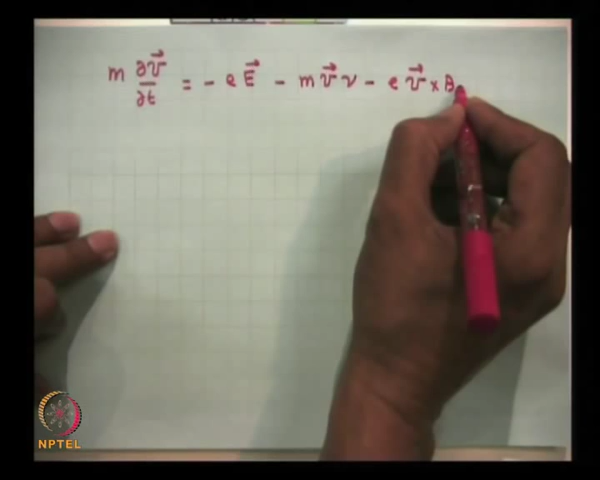 m ∂v⃗/∂t = - e E⃗ - m v⃗ ν - e v⃗ × B
NPTEL